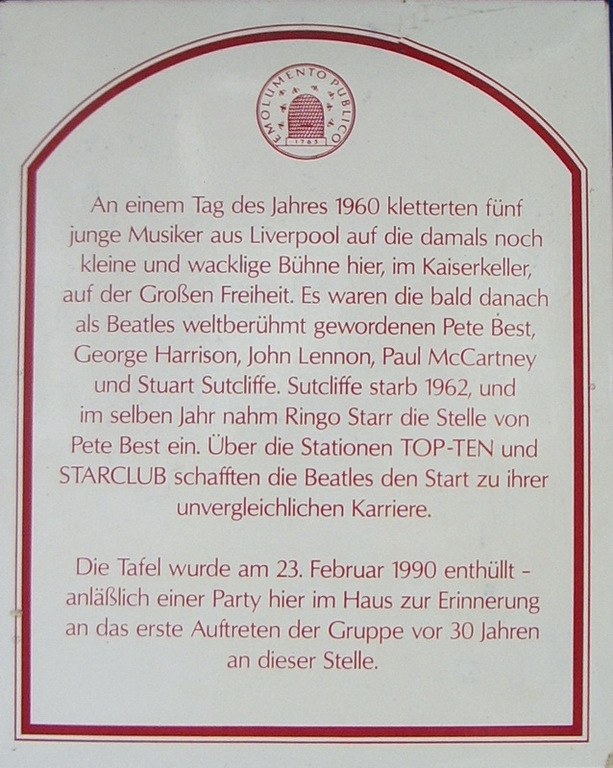 EMOLUMENTO PUBLICO
1765
An einem Tag des Jahres 1960 kletterten fünf
junge Musiker aus Liverpool auf die damals noch
kleine und wacklige Bühne hier, im Kaiserkeller,
auf der Großen Freiheit. Es waren die bald danach
als Beatles weltberühmt gewordenen Pete Best,
George Harrison, John Lennon, Paul McCartney
und Stuart Sutcliffe. Sutcliffe starb 1962, und
im selben Jahr nahm Ringo Starr die Stelle von
Pete Best ein. Über die Stationen TOP-TEN und
STARCLUB schafften die Beatles den Start zu ihrer
unvergleichlichen Karriere.
Die Tafel wurde am 23. Februar 1990 enthüllt -
anläßlich einer Party hier im Haus zur Erinnerung
an das erste Auftreten der Gruppe vor 30 Jahren
an dieser Stelle.